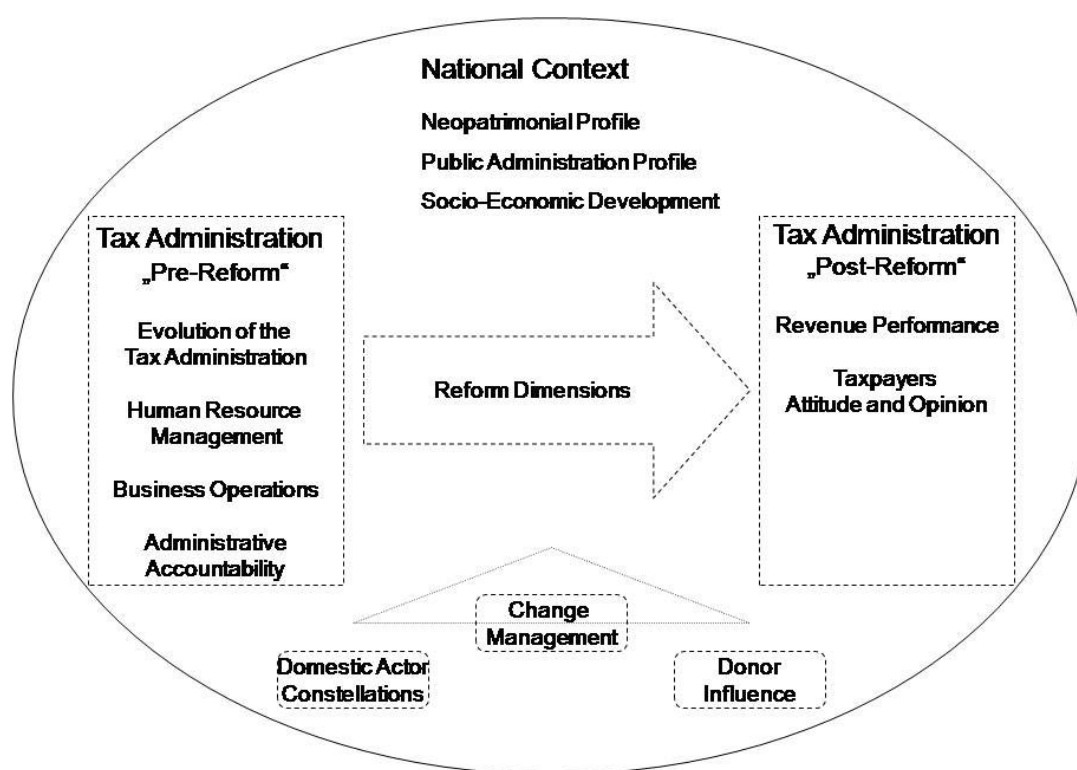 National Context
Neopatrimonial Profile
Public Administration Profile
Socio-Economic Development
Tax Administration
„Pre-Reform“
Evolution of the
Tax Administration
Human Resource
Management
Business Operations
Administrative
Accountability
Reform Dimensions
Tax Administration
„Post-Reform“
Revenue Performance
Taxpayers
Attitude and Opinion
Change
Management
Domestic Actor
Constellations
Donor
Influence